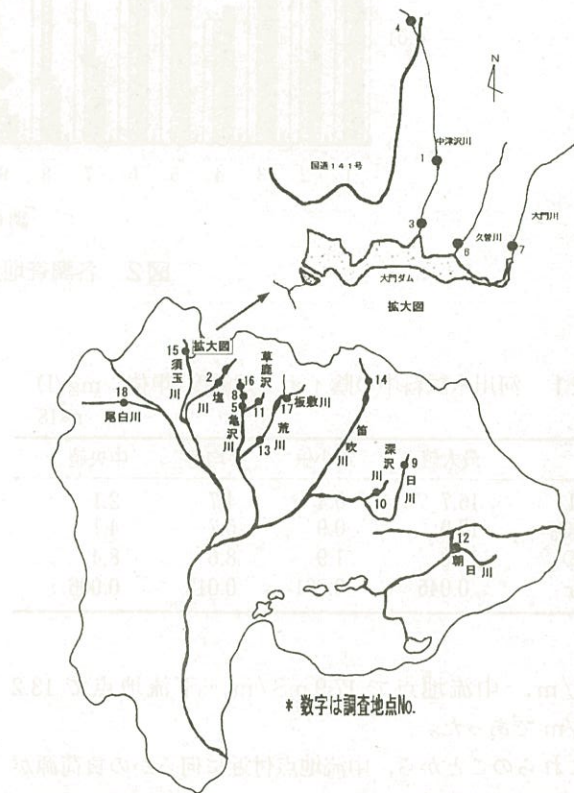 4
N
中津沢川
国道141号
1
大門川
3
久曽川
6
7
大門ダム
拡大図
15
拡大図
須玉川
塩川
草鹿沢
16
8
5
11
17
板敷川
14
18
尾白川
亀沢川
荒川
13
笛吹川
深沢川
9
日川
10
12
朝日川
* 数字は調査地点No.